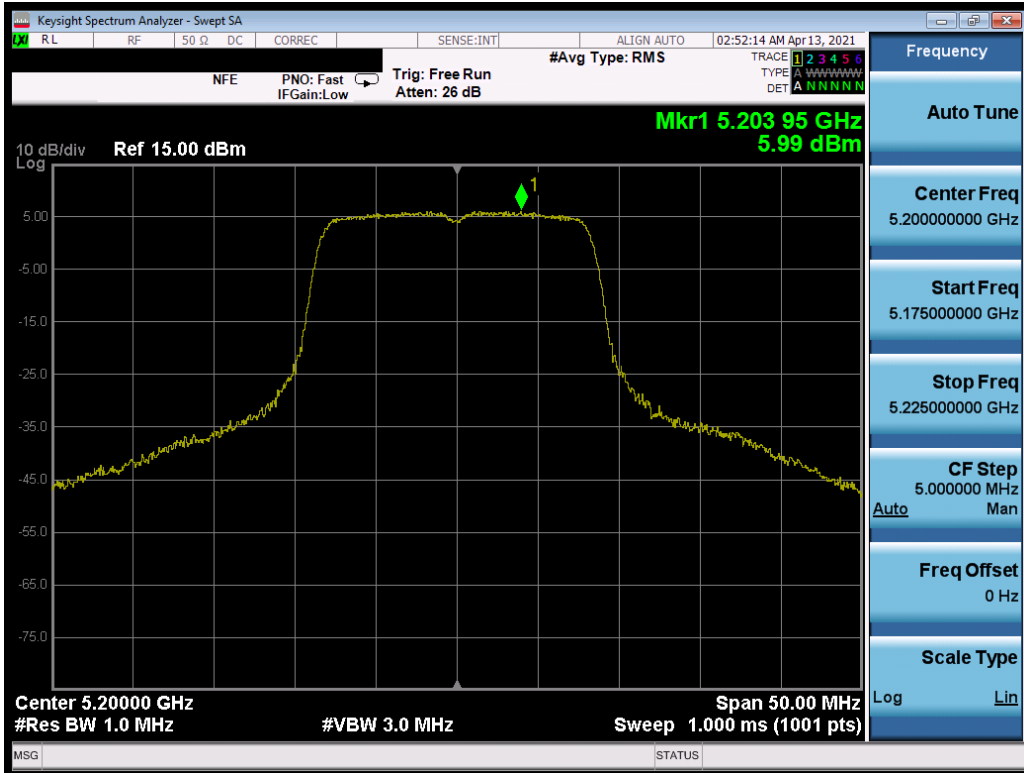 Keysight Spectrum Analyzer - Swept SA
LXI RL RF 50 Ω DC CORREC SENSE:INT ALIGN AUTO 02:52:14 AM Apr 13, 2021
NFE PNO: Fast
IFGain:Low
Trig: Free Run
Atten: 26 dB
#Avg Type: RMS
TRACE 1 2 3 4 5 6
TYPE A WWWWW
DET A N N N N N
Mkr1 5.203 95 GHz
5.99 dBm
10 dB/div Ref 15.00 dBm
Log
1
5.00
-5.00
-15.0
-25.0
-35.0
-45.0
-55.0
-65.0
-75.0
Center 5.20000 GHz Span 50.00 MHz
#Res BW 1.0 MHz #VBW 3.0 MHz Sweep 1.000 ms (1001 pts)
MSG STATUS
Frequency
Auto Tune
Center Freq
5.200000000 GHz
Start Freq
5.175000000 GHz
Stop Freq
5.225000000 GHz
CF Step
5.000000 MHz
Auto Man
Freq Offset
0 Hz
Scale Type
Log Lin